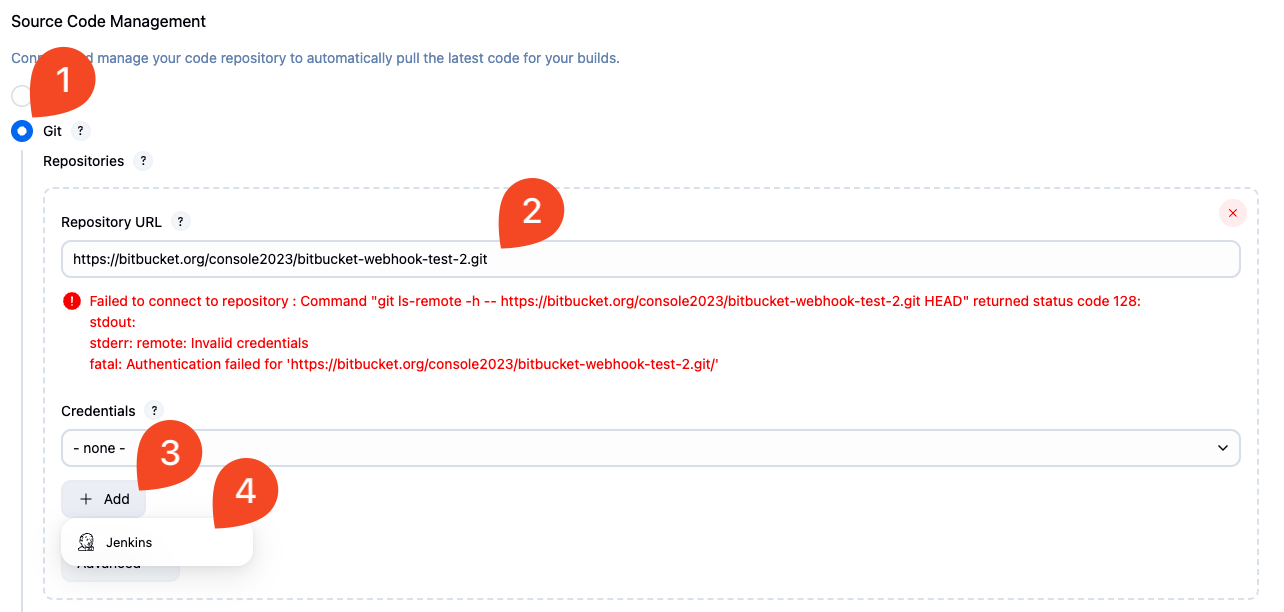 Source Code Management
manage your code repository to automatically pull the latest code for your builds.
1
Git ?
Repositories ?
2
Repository URL ?
https://bitbucket.org/console2023/bitbucket-webhook-test-2.git
Failed to connect to repository : Command "git ls-remote -h -- https://bitbucket.org/console2023/bitbucket-webhook-test-2.git HEAD" returned status code 128:
stdout:
stderr: remote: Invalid credentials
fatal: Authentication failed for 'https://bitbucket.org/console2023/bitbucket-webhook-test-2.git/'
Credentials ?
- none -
3
4
+ Add
Jenkins
Advanced